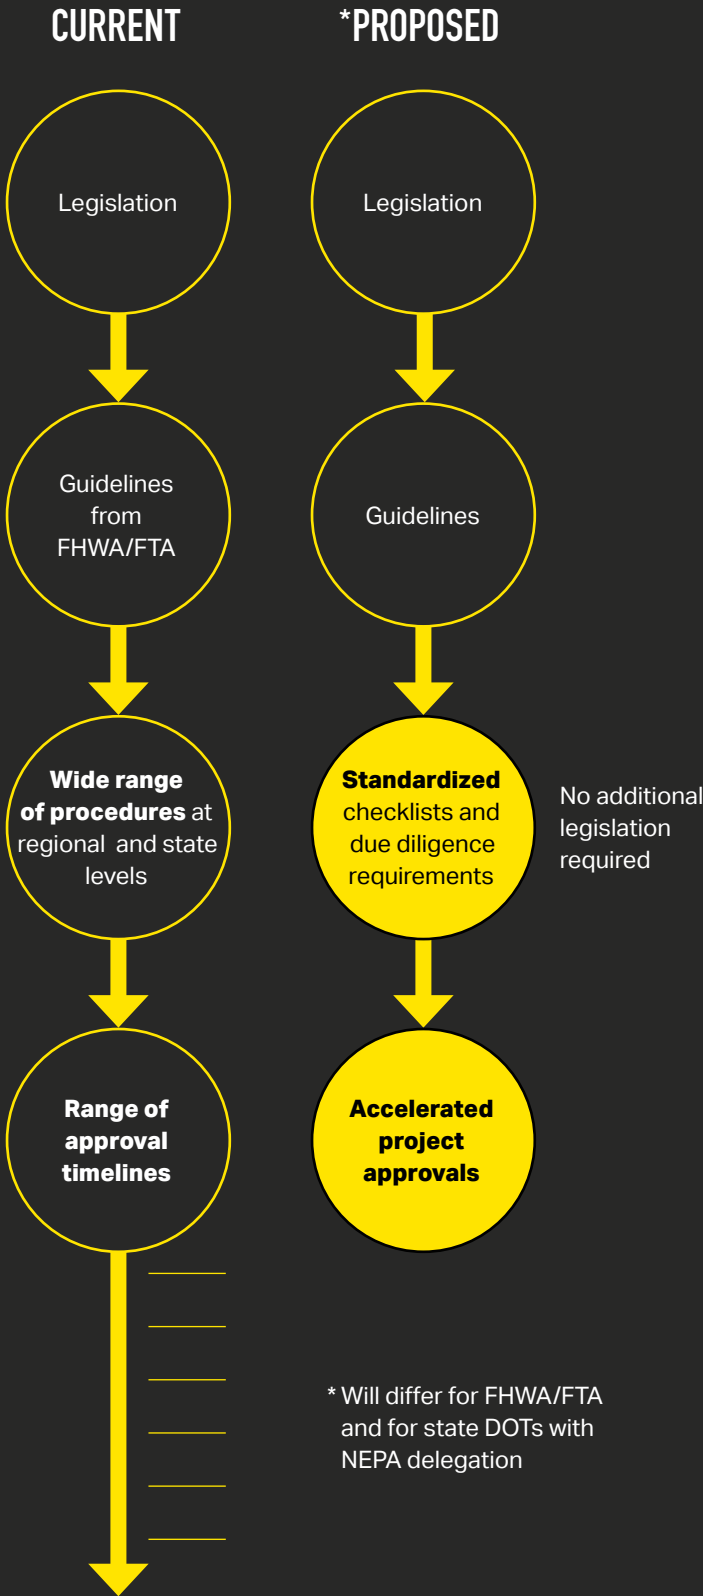 CURRENT
*PROPOSED
Legislation
Legislation
Guidelines
from
FHWA/FTA
Guidelines
Wide range
of procedures at
regional and state
levels
Standardized
checklists and
due diligence
requirements
No additional
legislation
required
Range of
approval
timelines
Accelerated
project
approvals
* Will differ for FHWA/FTA
and for state DOTs with
NEPA delegation